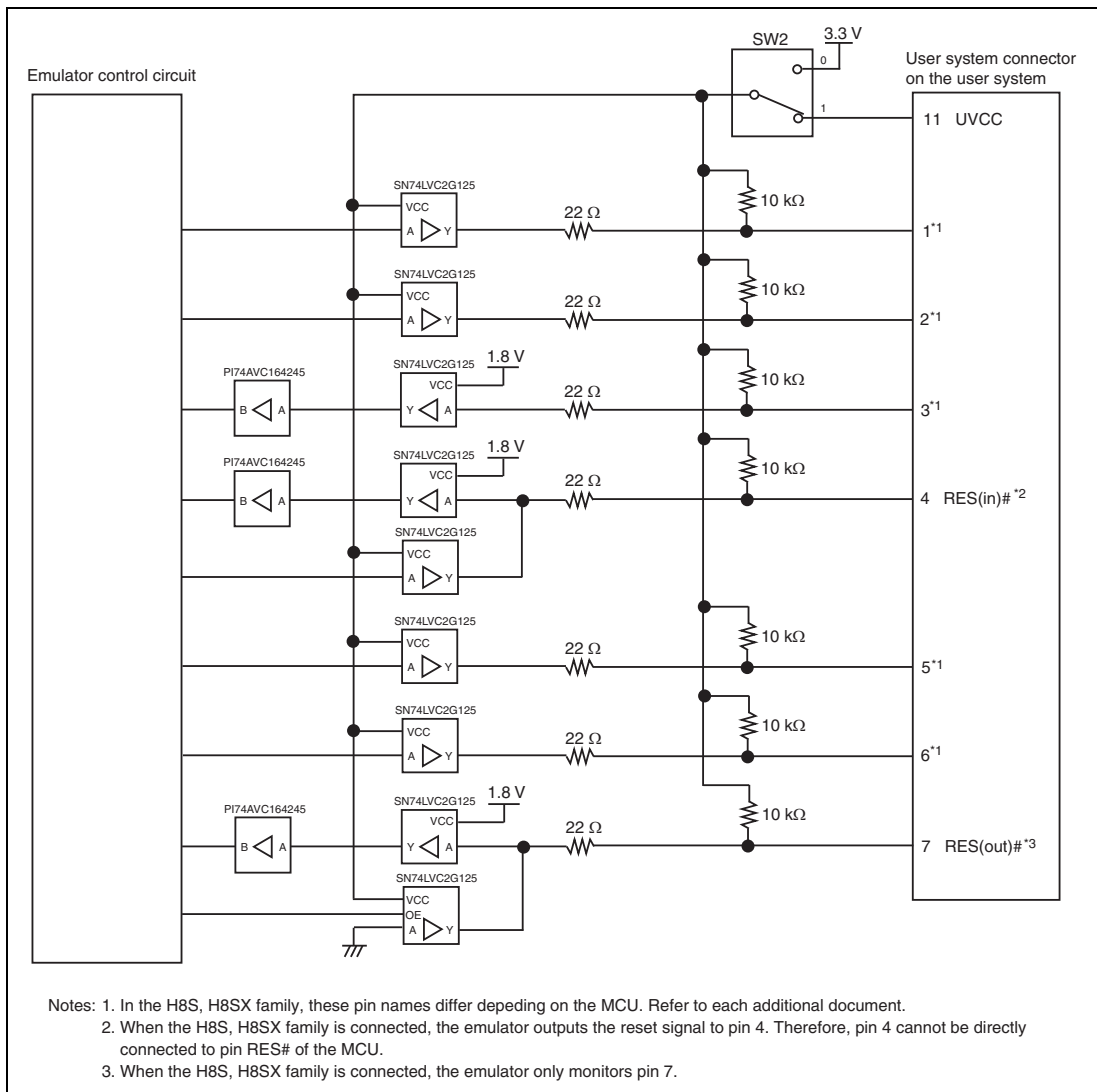 SW2
3.3 V
0
1
Emulator control circuit
User system connector
on the user system
11 UVCC
SN74LVC2G125
VCC
A Y
22 Ω
10 kΩ
1*1
SN74LVC2G125
VCC
A Y
22 Ω
10 kΩ
2*1
PI74AVC164245
B A
SN74LVC2G125
1.8 V
VCC
Y A
22 Ω
10 kΩ
3*1
PI74AVC164245
B A
SN74LVC2G125
1.8 V
VCC
Y A
22 Ω
10 kΩ
4 RES(in)# *2
SN74LVC2G125
VCC
A Y
SN74LVC2G125
VCC
A Y
22 Ω
10 kΩ
5*1
SN74LVC2G125
VCC
A Y
22 Ω
10 kΩ
6*1
PI74AVC164245
B A
SN74LVC2G125
1.8 V
VCC
Y A
22 Ω
10 kΩ
7 RES(out)#*3
SN74LVC2G125
VCC
OE
A Y
Notes: 1. In the H8S, H8SX family, these pin names differ depeding on the MCU. Refer to each additional document.
2. When the H8S, H8SX family is connected, the emulator outputs the reset signal to pin 4. Therefore, pin 4 cannot be directly
connected to pin RES# of the MCU.
3. When the H8S, H8SX family is connected, the emulator only monitors pin 7.